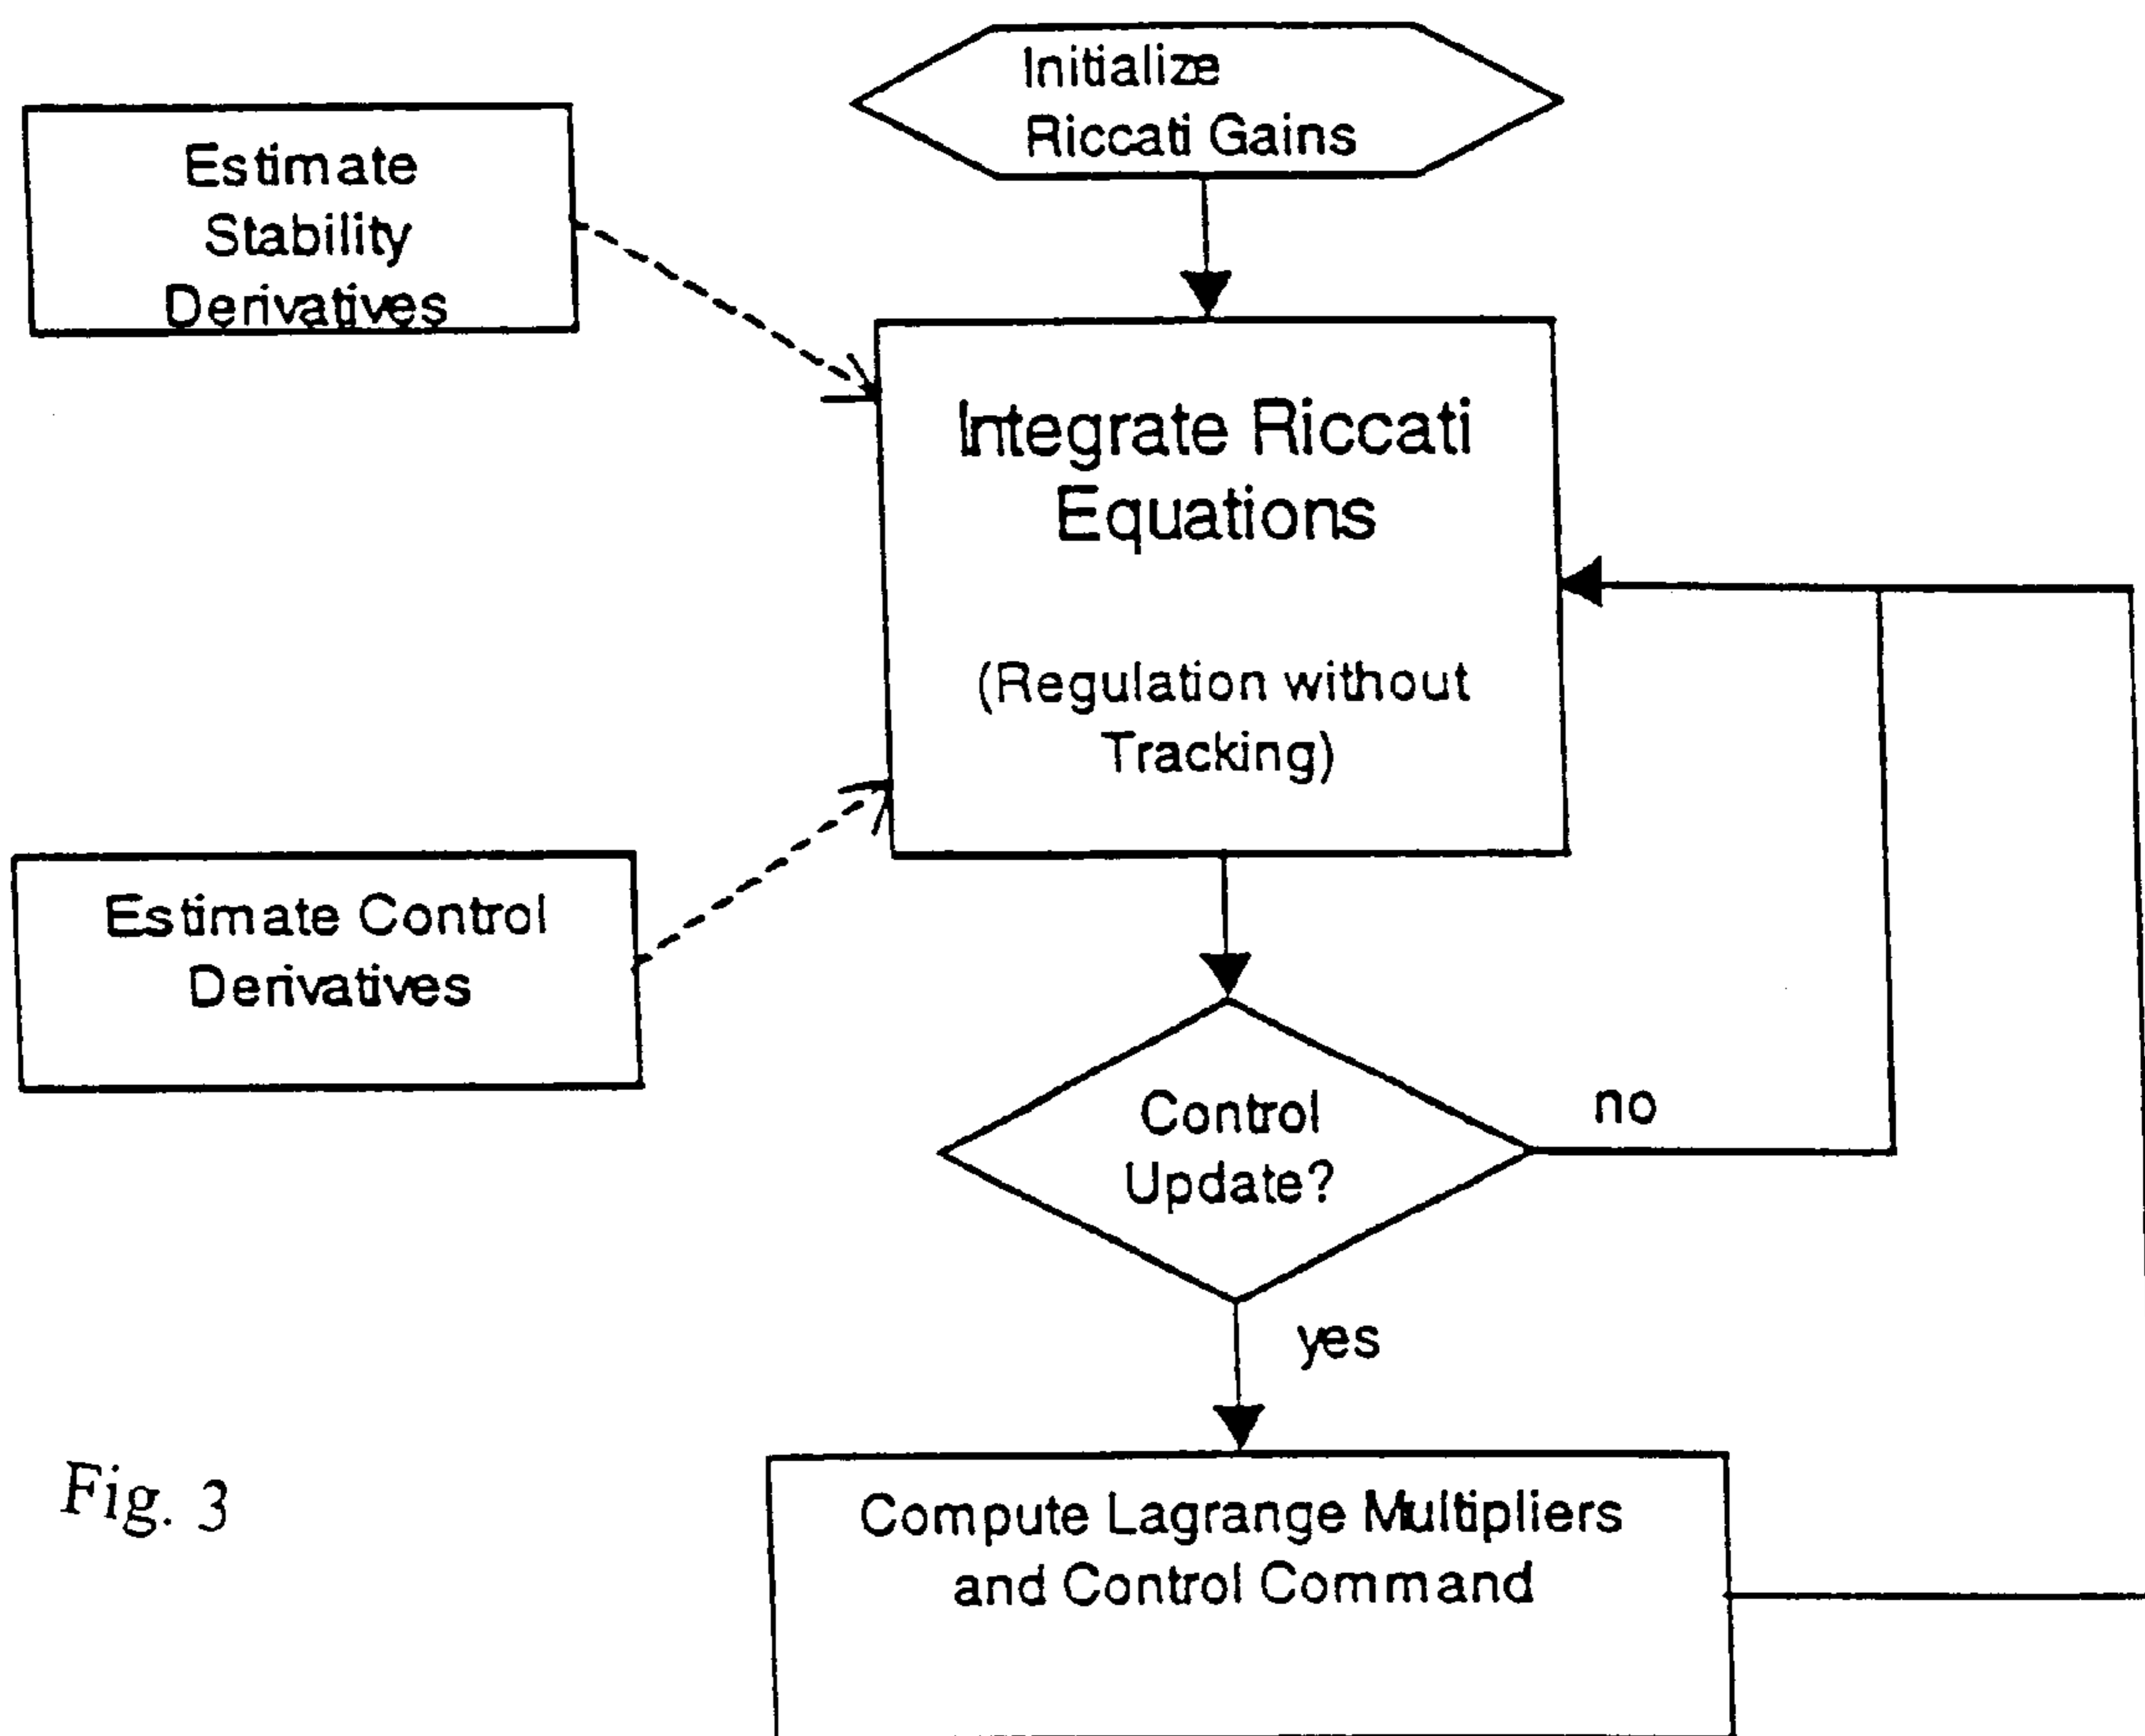 Initialize
Riccati Gains
Estimate
Stability
Derivatives
Integrate Riccati
Equations
(Regulation without
Tracking)
Estimate Control
Derivatives
Control
Update?
no
yes
Compute Lagrange Multipliers
and Control Command
Fig. 3